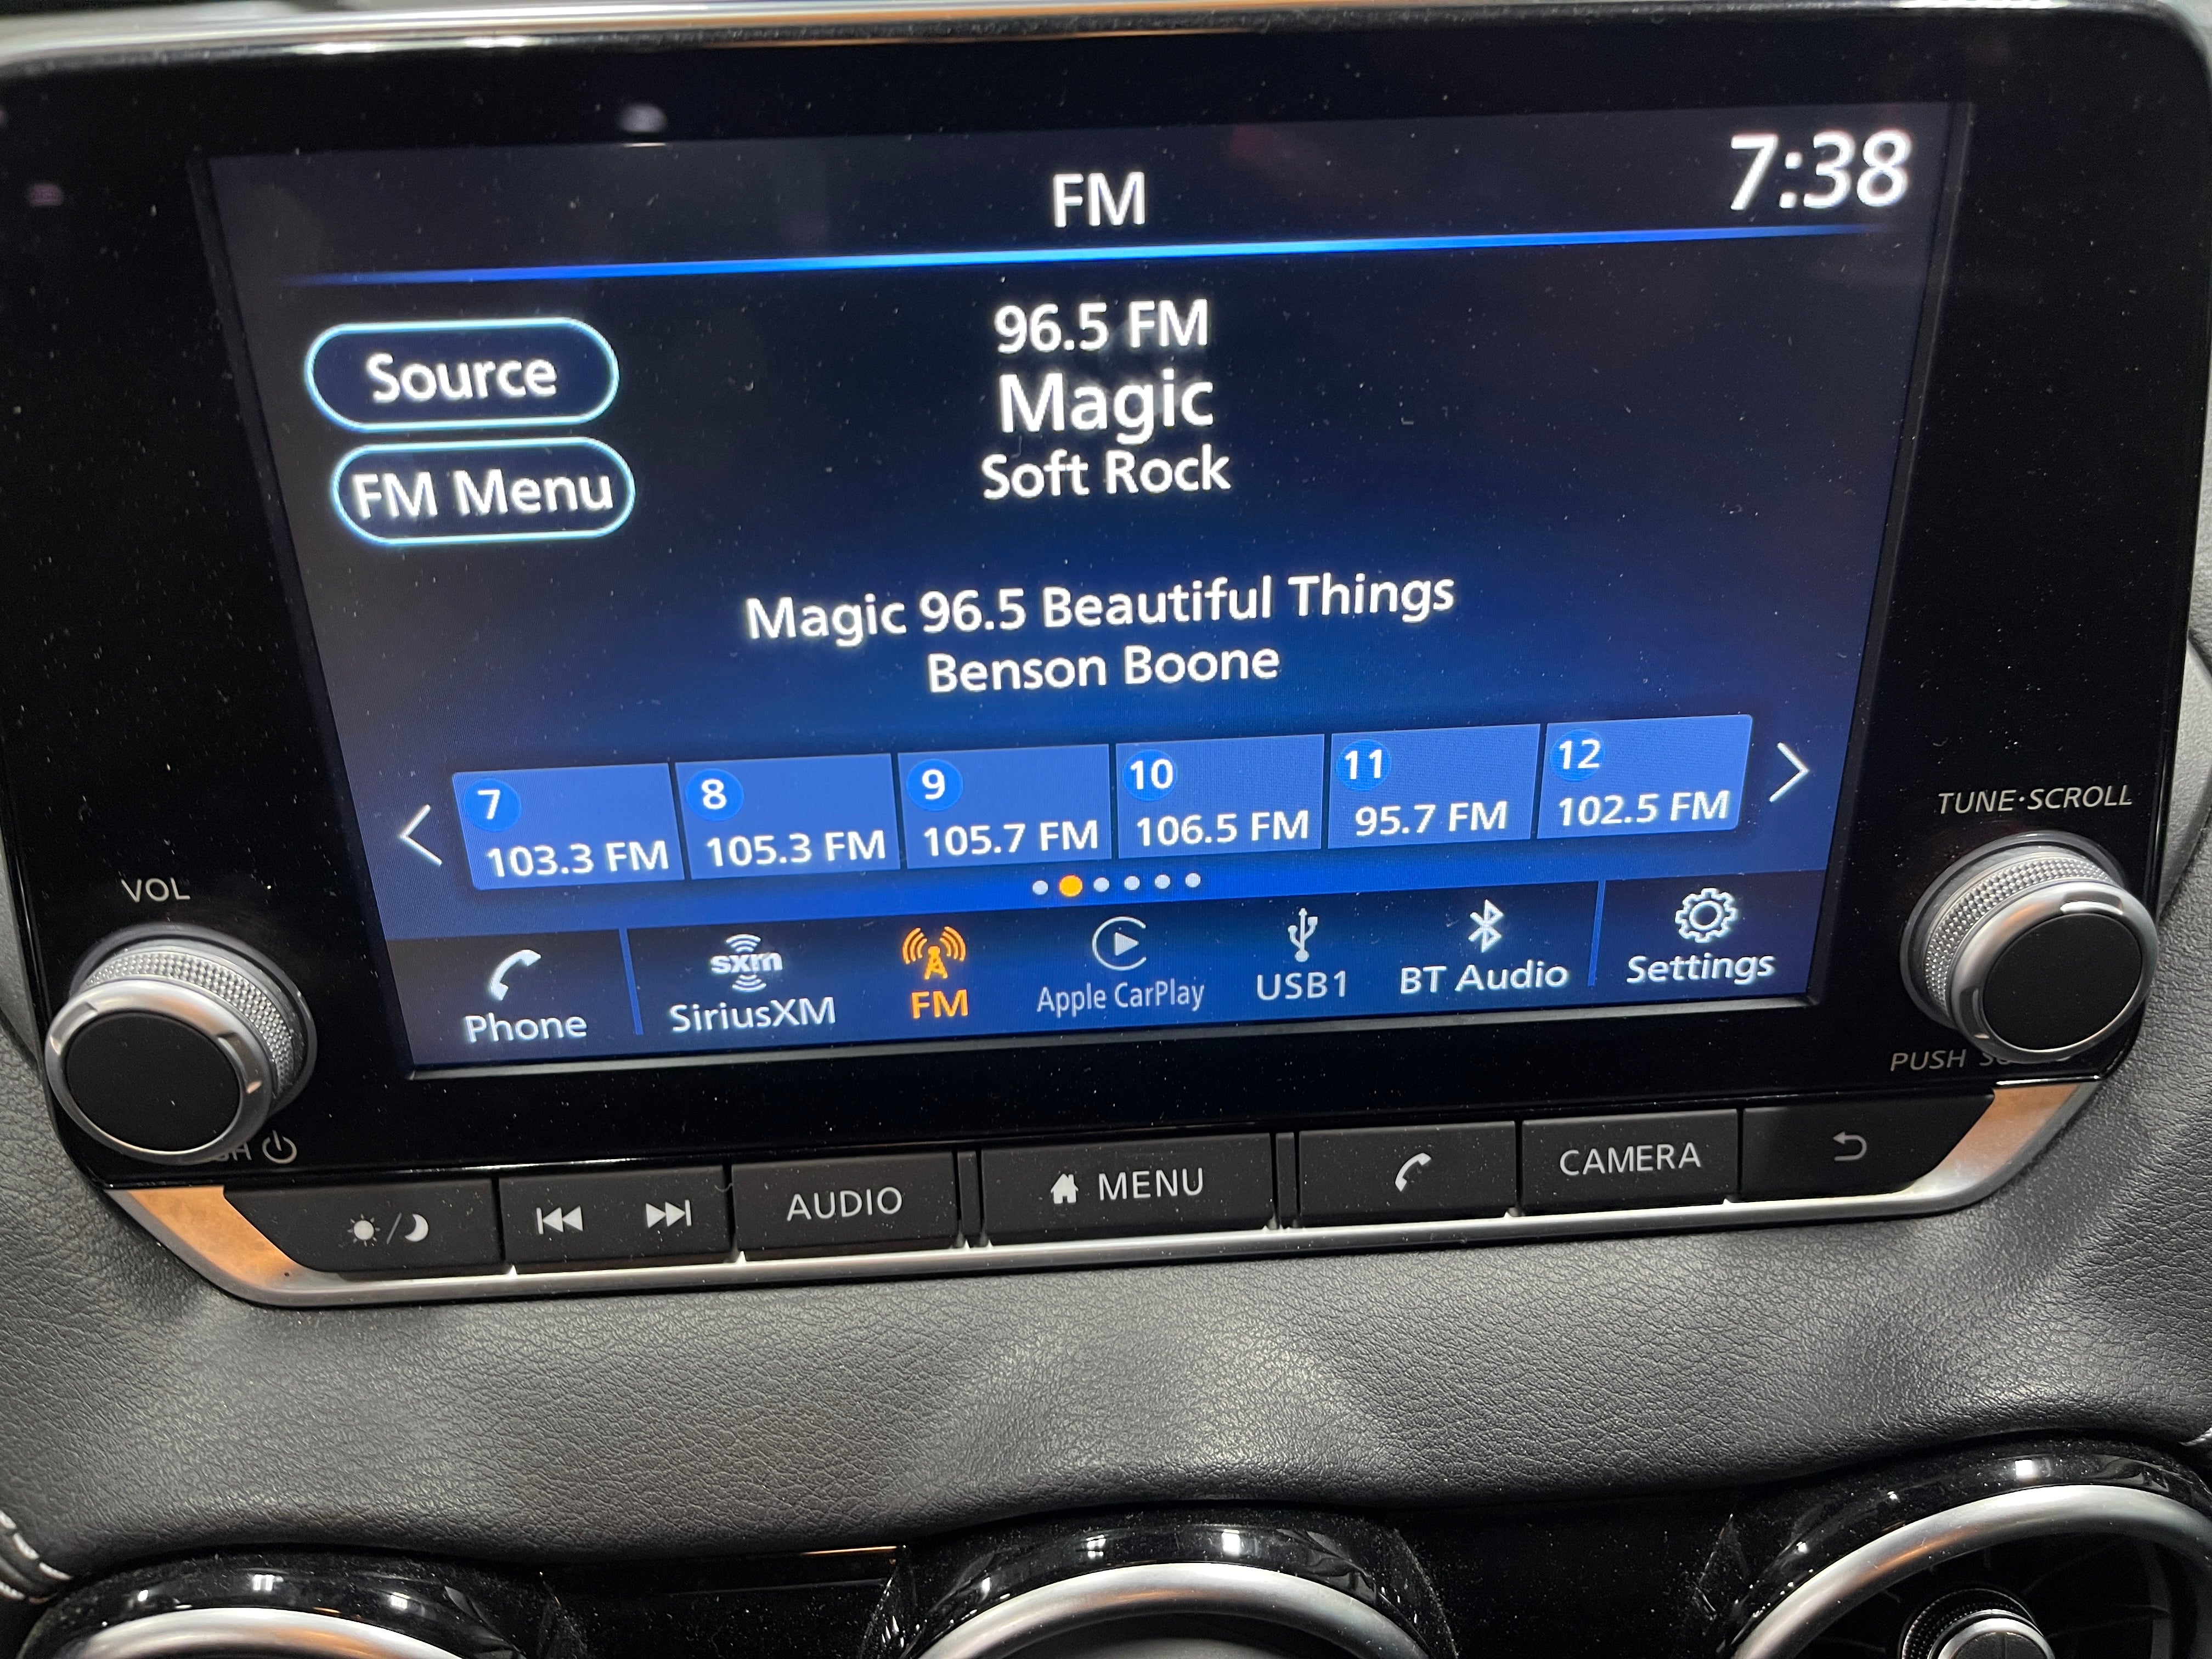 FM
7:38
Source
FM Menu
96.5 FM
Magic
Soft Rock
Magic 96.5 Beautiful Things
Benson Boone
7
103.3 FM
8
105.3 FM
9
105.7 FM
10
106.5 FM
11
95.7 FM
12
102.5 FM
VOL
TUNE·SCROLL
Phone
sxm
SiriusXM
FM
Apple CarPlay
USB1
BT Audio
Settings
PUSH
AUDIO
MENU
CAMERA